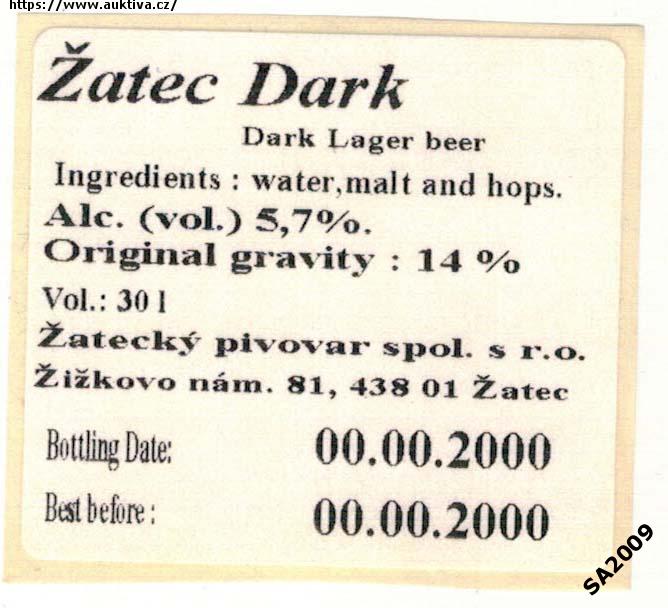 https://www.auktiva.cz/
Žatec Dark
Dark Lager beer
Ingredients : water,malt and hops.
Alc. (vol.) 5,7%.
Original gravity : 14 %
Vol.: 30 l
Žatecký pivovar spol. s r.o.
Žižkovo nám. 81, 438 01 Žatec
Bottling Date: 00.00.2000
Best before : 00.00.2000
SA2009